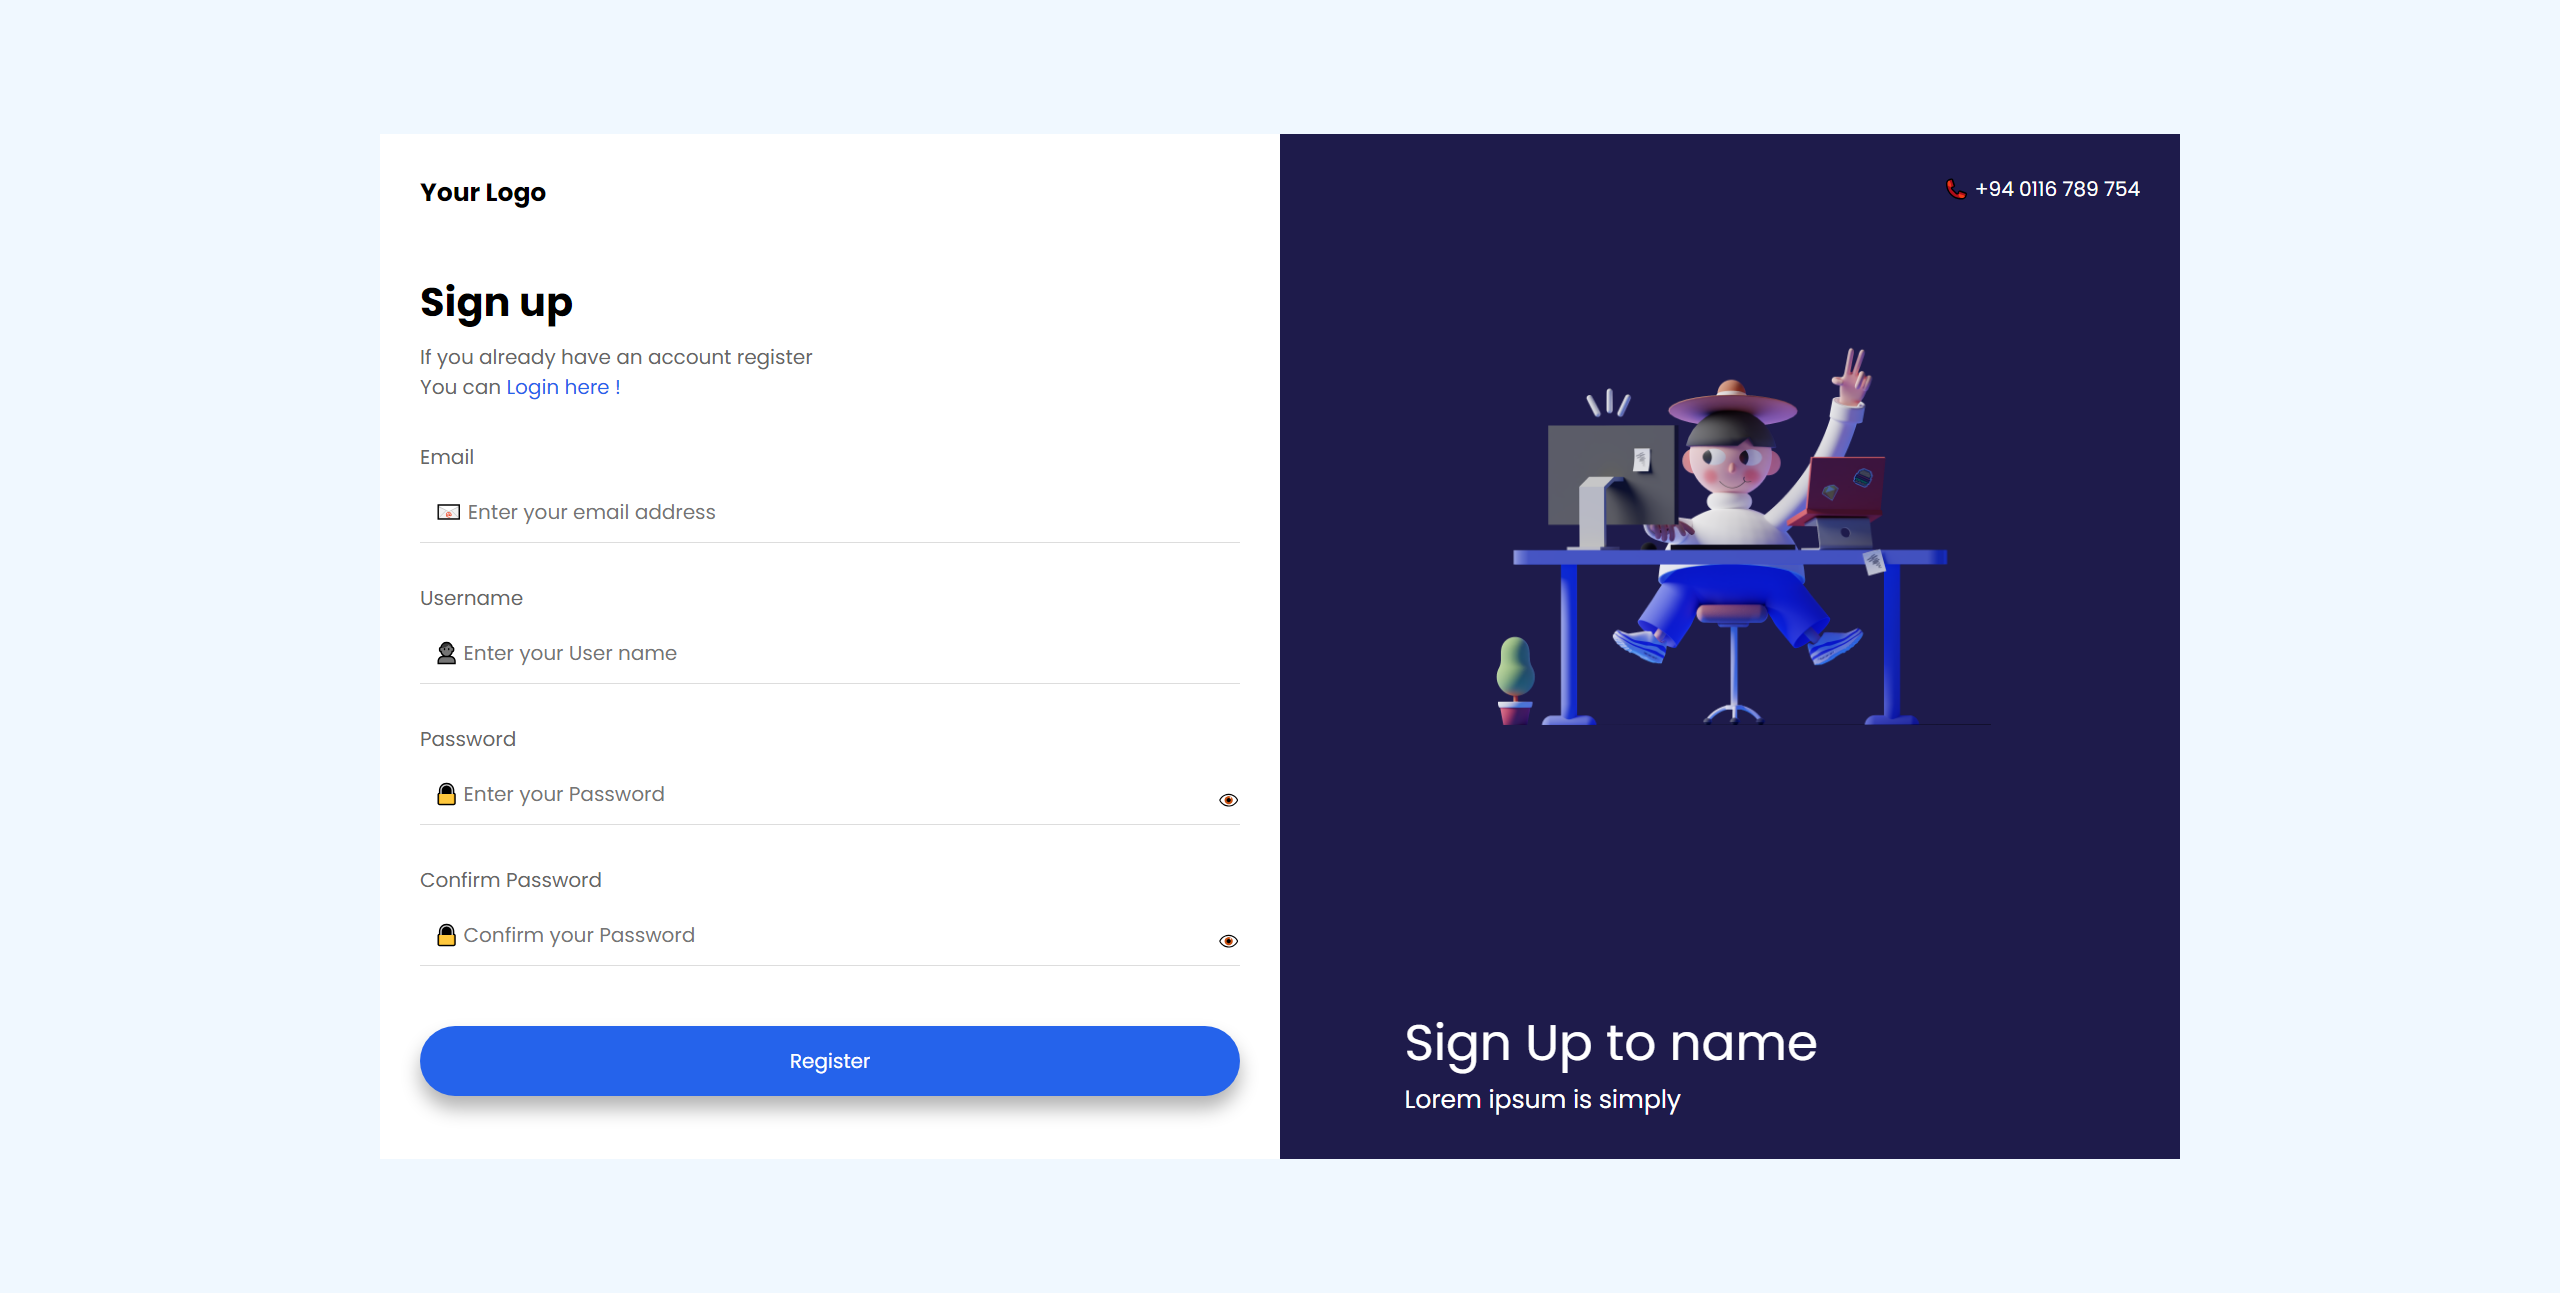 Your Logo
Sign up
If you already have an account register
You can Login here !
Email
📧 Enter your email address
Username
👤 Enter your User name
Password
🔒 Enter your Password
👁
Confirm Password
🔒 Confirm your Password
👁
Register
📞 +94 0116 789 754
Sign Up to name
Lorem ipsum is simply